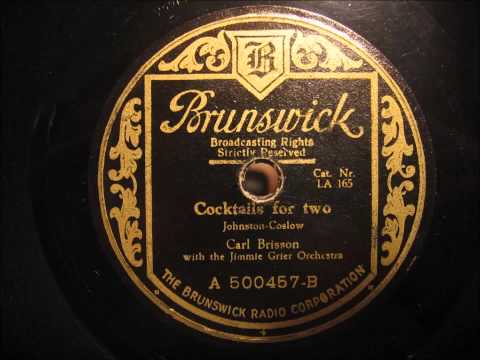 B
Brunswick
Broadcasting Rights
Strictly Reserved
Cat. Nr.
LA 165
Cocktails for two
Johnston-Coslow
Carl Brisson
with the Jimmie Grier Orchestra
A 500457-B
THE BRUNSWICK RADIO CORPORATION